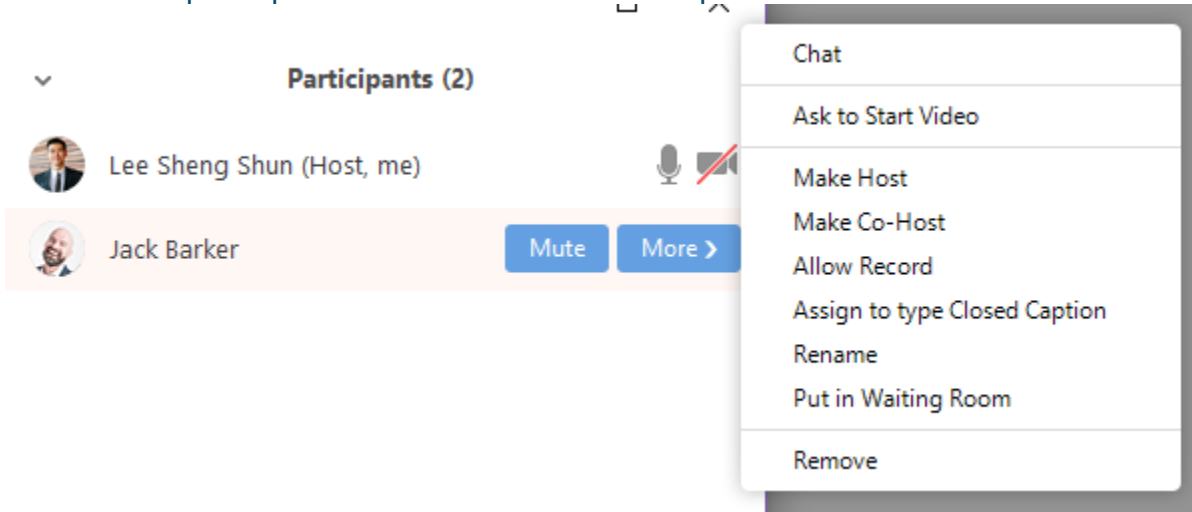 Participants (2)
Lee Sheng Shun (Host, me)
Jack Barker
Mute
More
Chat
Ask to Start Video
Make Host
Make Co-Host
Allow Record
Assign to type Closed Caption
Rename
Put in Waiting Room
Remove